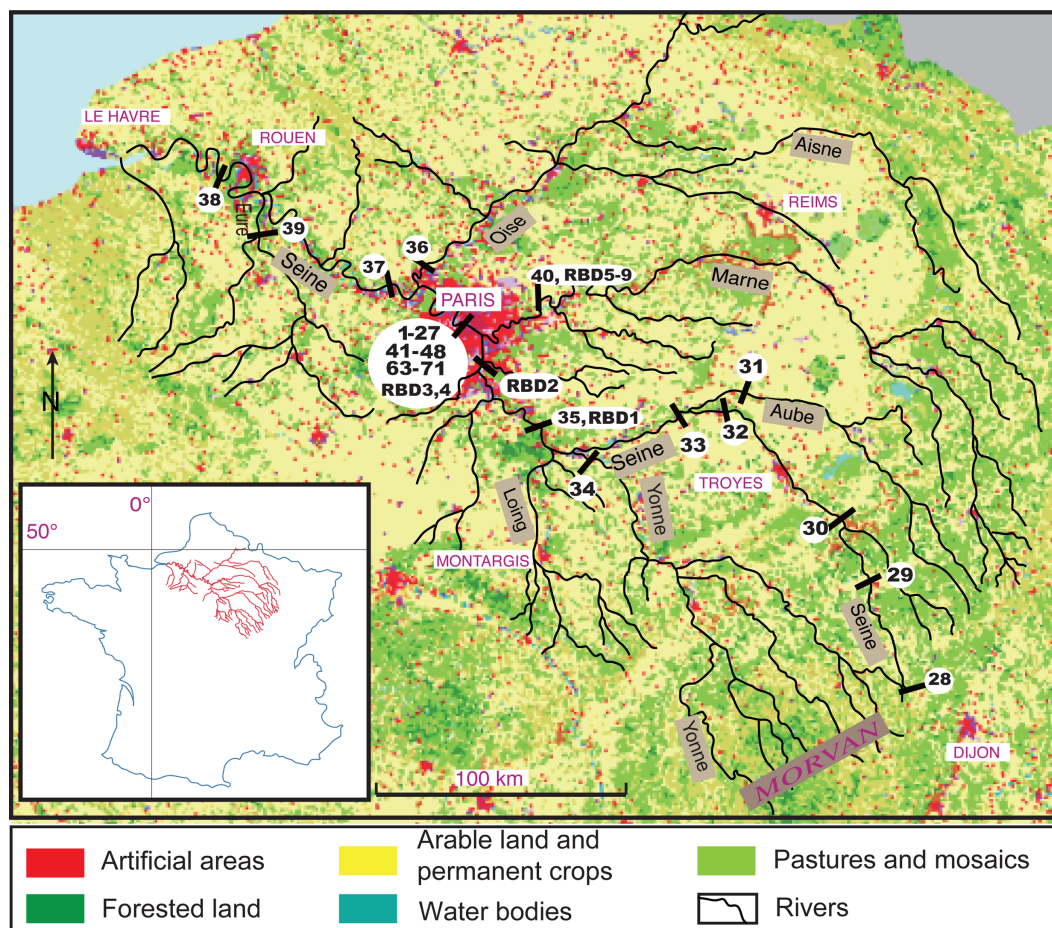 LE HAVRE
ROUEN
Aisne
REIMS
38
Eure
39
Oise
36
Seine
37
40, RBD5-9
Marne
PARIS
1-27
41-48
63-71
RBD3,4
RBD2
31
35, RBD1
Aube
33
32
Seine
34
TROYES
Loing
Yonne
N
0°
50°
30
MONTARGIS
29
Seine
28
Yonne
MORVAN
DIJON
100 km
Artificial areas
Arable land and
permanent crops
Pastures and mosaics
Forested land
Water bodies
Rivers